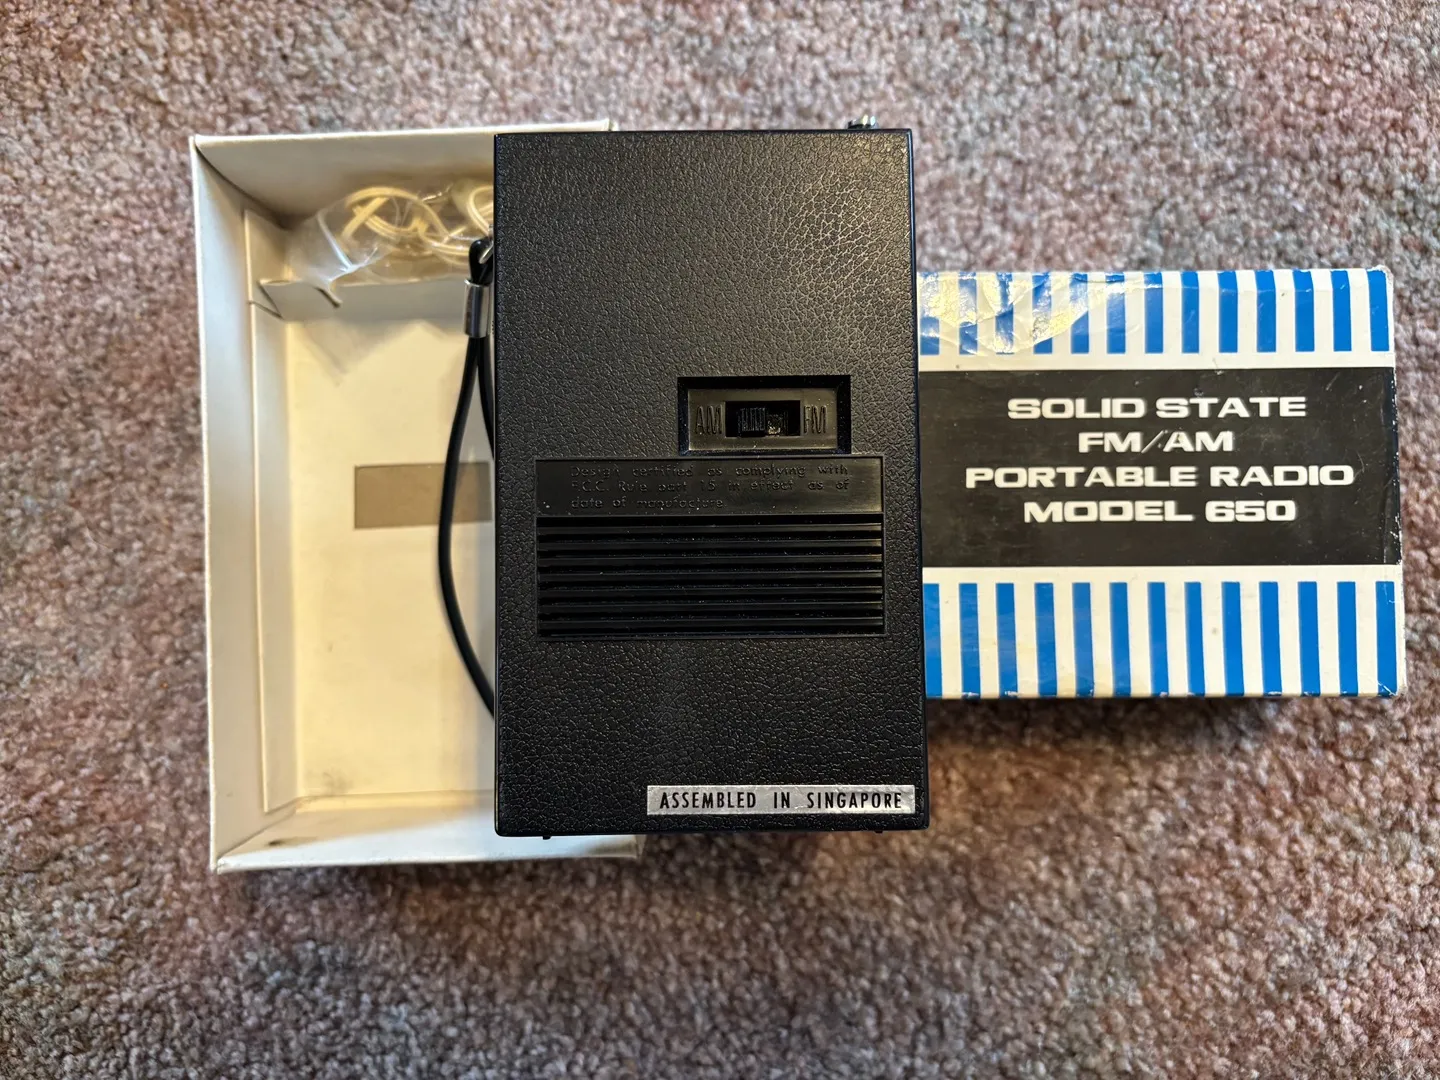 AM FM
Design certified as complying with
F.C.C. Rule part 15 in effect as of
date of manufacture
ASSEMBLED IN SINGAPORE
SOLID STATE
FM/AM
PORTABLE RADIO
MODEL 650